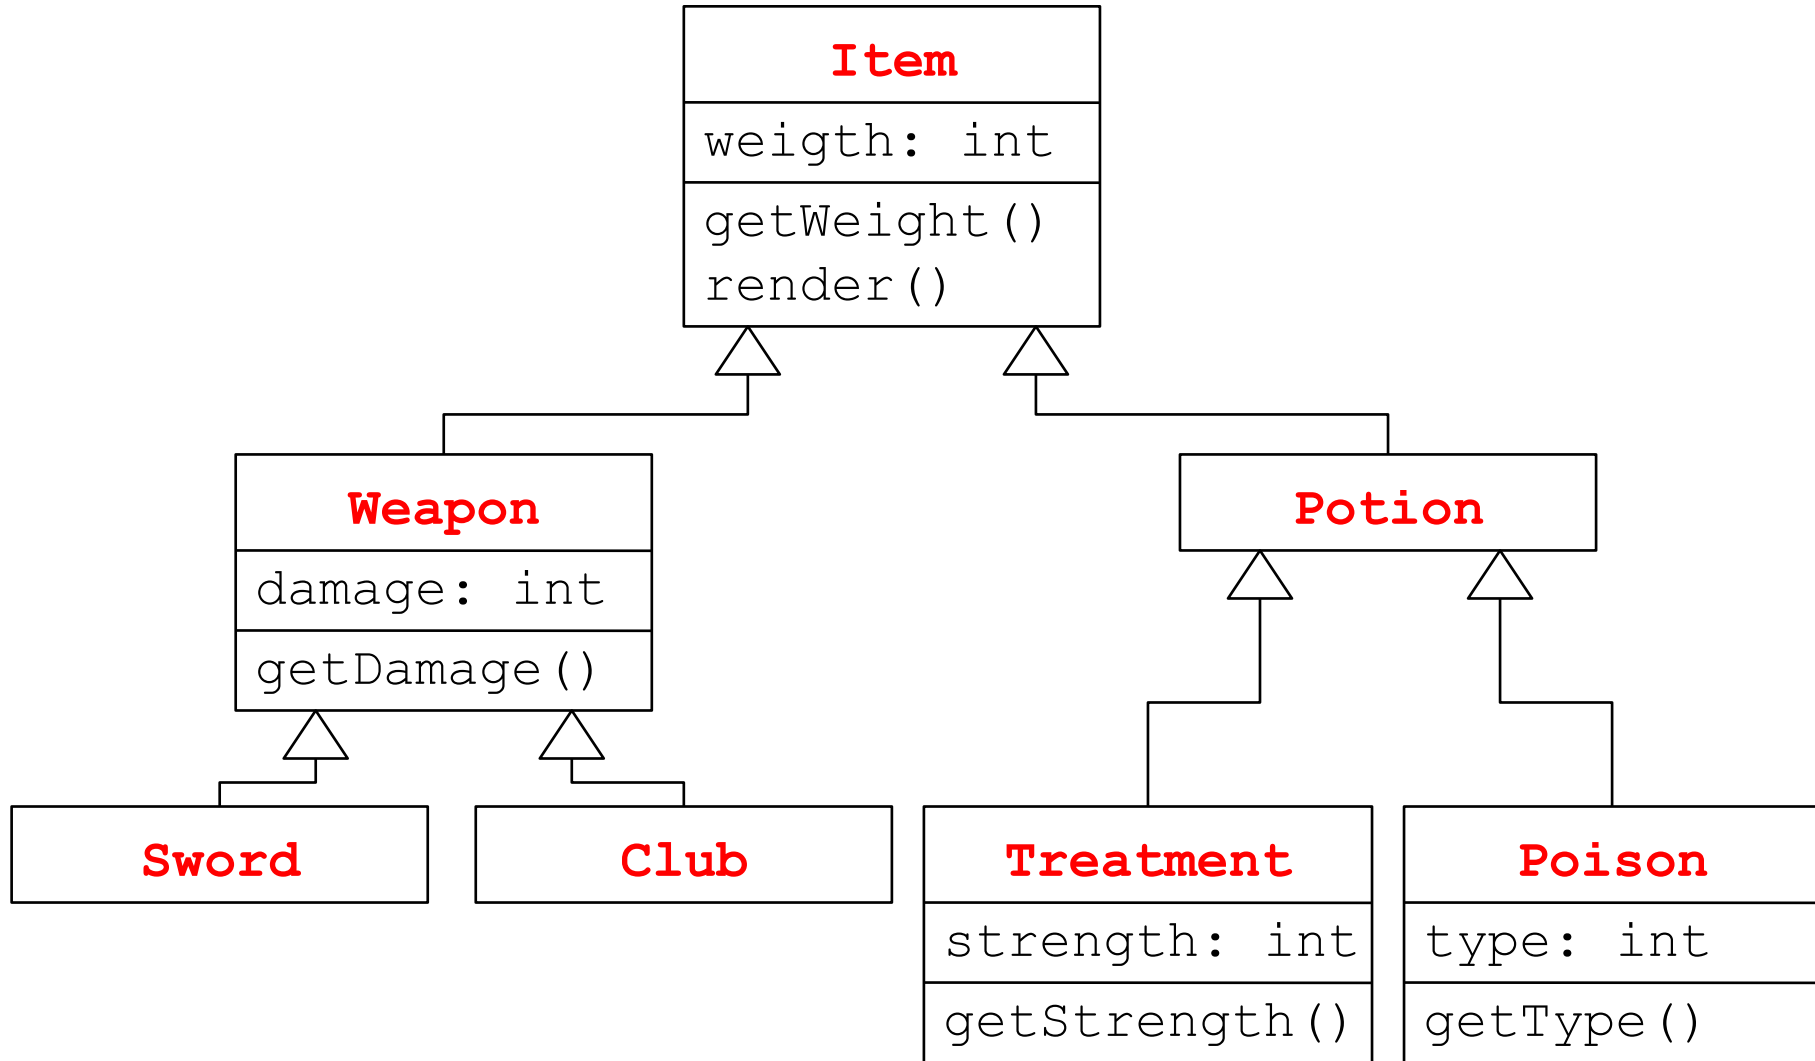 Item
weigth: int
getWeight()
render()
Weapon
damage: int
getDamage()
Potion
Sword
Club
Treatment
strength: int
getStrength()
Poison
type: int
getType()